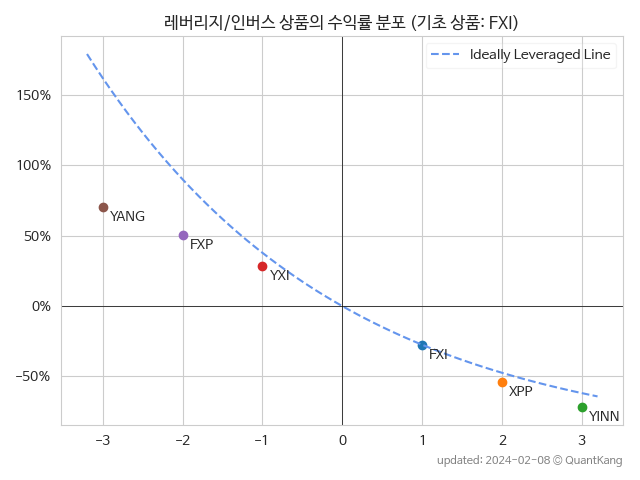 레버리지/인버스 상품의 수익률 분포 (기초 상품: FXI)
Ideally Leveraged Line
150%
100%
YANG
50%
FXP
YXI
0%
FXI
−50%
XPP
YINN
−3 −2 −1 0 1 2 3
updated: 2024-02-08 © QuantKang